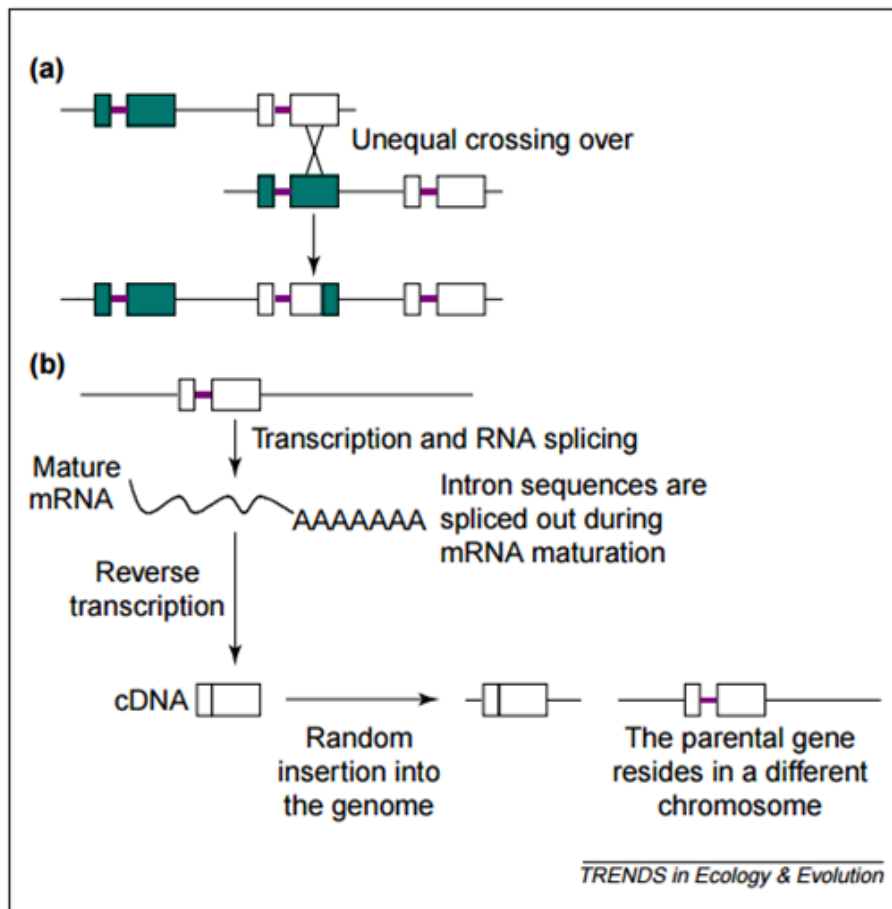 (a)
Unequal crossing over
(b)
Transcription and RNA splicing
Mature
mRNA
AAAAAAA
Intron sequences are
spliced out during
mRNA maturation
Reverse
transcription
cDNA
Random
insertion into
the genome
The parental gene
resides in a different
chromosome
TRENDS in Ecology & Evolution